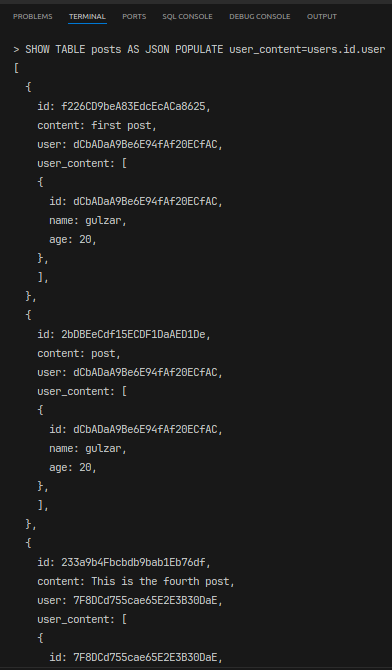 PROBLEMS TERMINAL PORTS SQL CONSOLE DEBUG CONSOLE OUTPUT
> SHOW TABLE posts AS JSON POPULATE user_content=users.id.user
[
{
id: f226CD9beA83EdcEcACa8625,
content: first post,
user: dCbADaA9Be6E94fAf20ECfAC,
user_content: [
{
id: dCbADaA9Be6E94fAf20ECfAC,
name: gulzar,
age: 20,
},
],
},
{
id: 2bDBEeCdf15ECDF1DaAED1De,
content: post,
user: dCbADaA9Be6E94fAf20ECfAC,
user_content: [
{
id: dCbADaA9Be6E94fAf20ECfAC,
name: gulzar,
age: 20,
},
],
},
{
id: 233a9b4Fbcbdb9bab1Eb76df,
content: This is the fourth post,
user: 7F8DCd755cae65E2E3B30DaE,
user_content: [
{
id: 7F8DCd755cae65E2E3B30DaE,